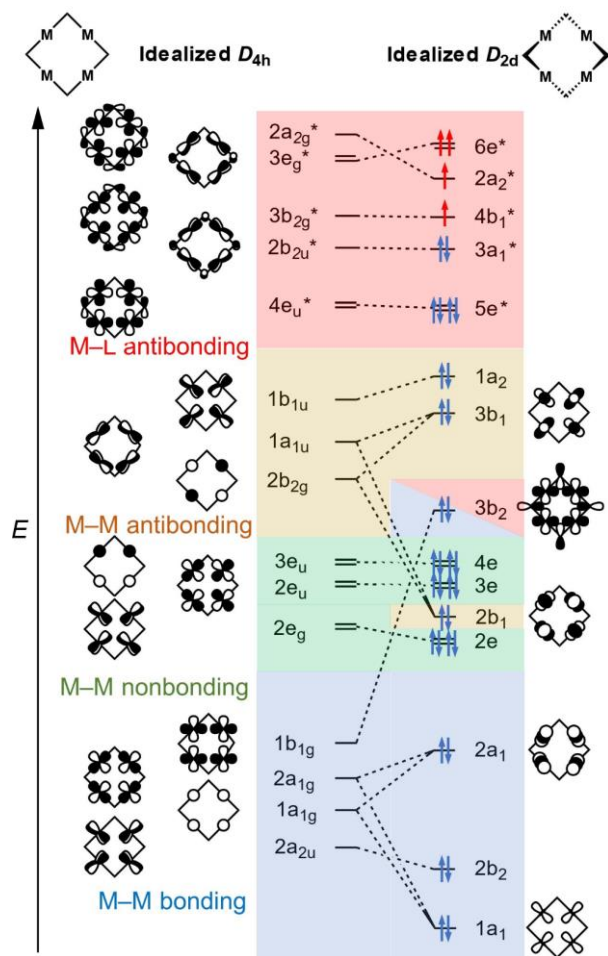 M M M M
Idealized D4h
Idealized D2d
M M M M
2a2g*
3eg*
3b2g*
2b2u*
4eu*
6e*
2a2*
4b1*
3a1*
5e*
M–L antibonding
1b1u
1a1u
2b2g
1a2
3b1
3b2
M–M antibonding
E
3eu
2eu
2eg
4e
3e
2b1
2e
M–M nonbonding
1b1g
2a1g
1a1g
2a2u
2a1
2b2
1a1
M–M bonding